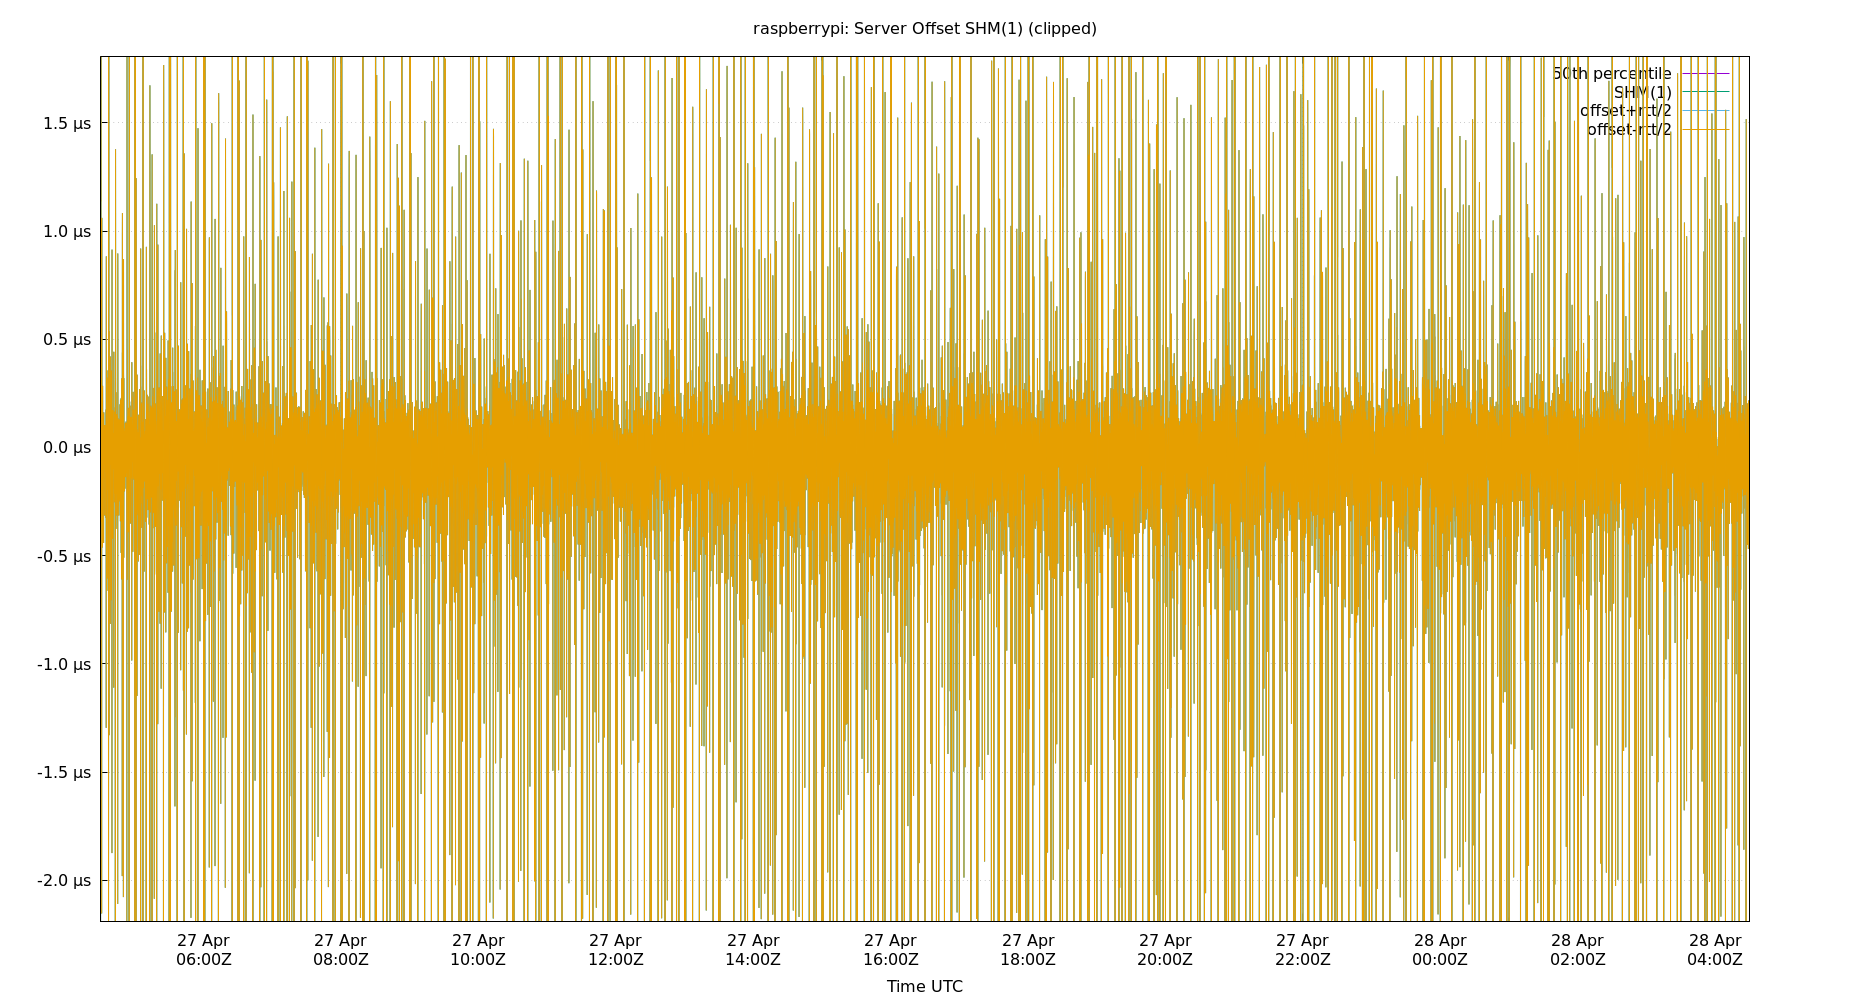 raspberrypi: Server Offset SHM(1) (clipped)
50th percentile
SHM(1)
offset+rtt/2
offset-rtt/2
1.5 µs
1.0 µs
0.5 µs
0.0 µs
-0.5 µs
-1.0 µs
-1.5 µs
-2.0 µs
27 Apr 27 Apr 27 Apr 27 Apr 27 Apr 27 Apr 27 Apr 27 Apr 27 Apr 28 Apr 28 Apr 28 Apr
06:00Z 08:00Z 10:00Z 12:00Z 14:00Z 16:00Z 18:00Z 20:00Z 22:00Z 00:00Z 02:00Z 04:00Z
Time UTC